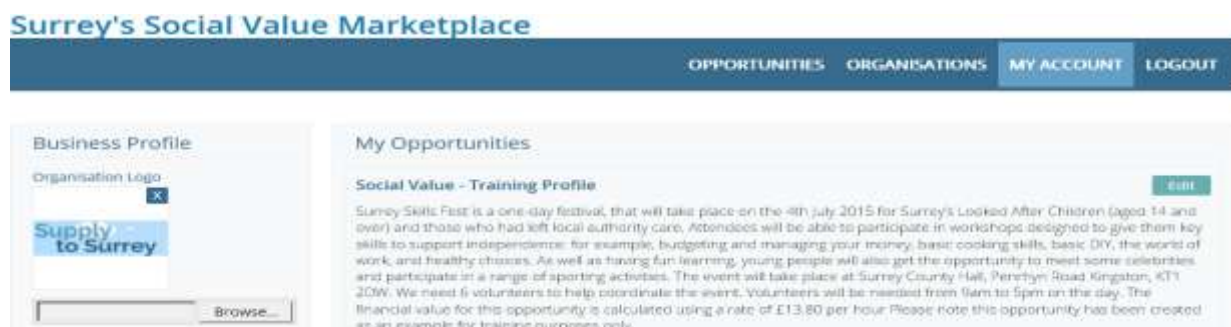 Surrey's Social Value Marketplace
OPPORTUNITIES ORGANISATIONS MY ACCOUNT LOGOUT
Business Profile
Organisation Logo
X
Supply
to Surrey
Browse...
My Opportunities
Social Value - Training Profile
Edit
Surrey Skills Fest is a one-day festival, that will take place on the 4th July 2015 for Surrey's Looked After Children (aged 14 and
over) and those who had left local authority care. Attendees will be able to participate in workshops designed to give them key
skills to support independence: for example, budgeting and managing your money, basic cooking skills, basic DIY, the world of
work, and healthy choices. As well as having fun learning, young people will also get the opportunity to meet some celebrities
and participate in a range of sporting activities. The event will take place at Surrey County Hall, Penrhyn Road Kingston, KT1
2DW. We need 6 volunteers to help coordinate the event. Volunteers will be needed from 9am to 5pm on the day. The
financial value for this opportunity is calculated using a rate of £13.80 per hour Please note this opportunity has been created
as an example for training purposes only